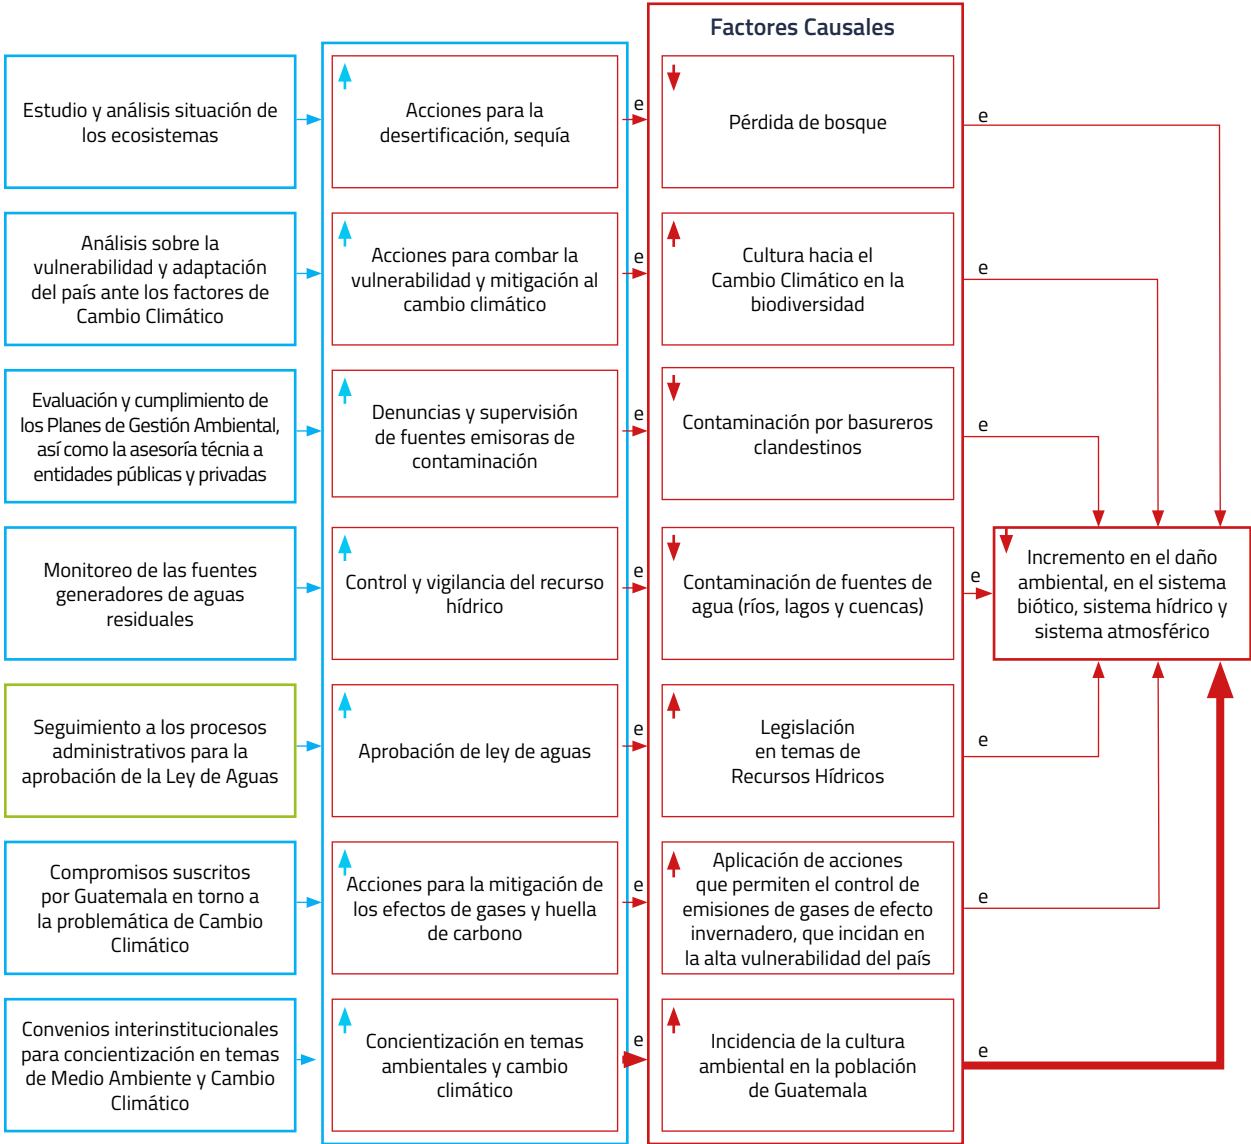 Factores Causales
Estudio y análisis situación de
los ecosistemas
Acciones para la
desertificación, sequía
e
Pérdida de bosque
e
Análisis sobre la
vulnerabilidad y adaptación
del país ante los factores de
Cambio Climático
Acciones para combar la
vulnerabilidad y mitigación al
cambio climático
e
Cultura hacia el
Cambio Climático en la
biodiversidad
e
Evaluación y cumplimiento de
los Planes de Gestión Ambiental,
así como la asesoría técnia a
entidades públicas y privadas
Denuncias y supervisión
de fuentes emisoras de
contaminación
e
Contaminación por basureros
clandestinos
e
Monitoreo de las fuentes
generadores de aguas
residuales
Control y vigilancia del recurso
hídrico
e
Contaminación de fuentes de
agua (ríos, lagos y cuencas)
e
Incremento en el daño
ambiental, en el sistema
biótico, sistema hídrico y
sistema atmosférico
Seguimiento a los procesos
administrativos para la
aprobación de la Ley de Aguas
Aprobación de ley de aguas
e
Legislación
en temas de
Recursos Hídricos
e
Compromisos suscritos
por Guatemala en torno a
la problemática de Cambio
Climático
Acciones para la mitigación de
los efectos de gases y huella
de carbono
e
Aplicación de acciones
que permiten el control de
emisiones de gases de efecto
invernadero, que incidan en
la alta vulnerabilidad del país
e
Convenios interinstitucionales
para concientización en temas
de Medio Ambiente y Cambio
Climático
Concientización en temas
ambientales y cambio
climático
e
Incidencia de la cultura
ambiental en la población
de Guatemala
e